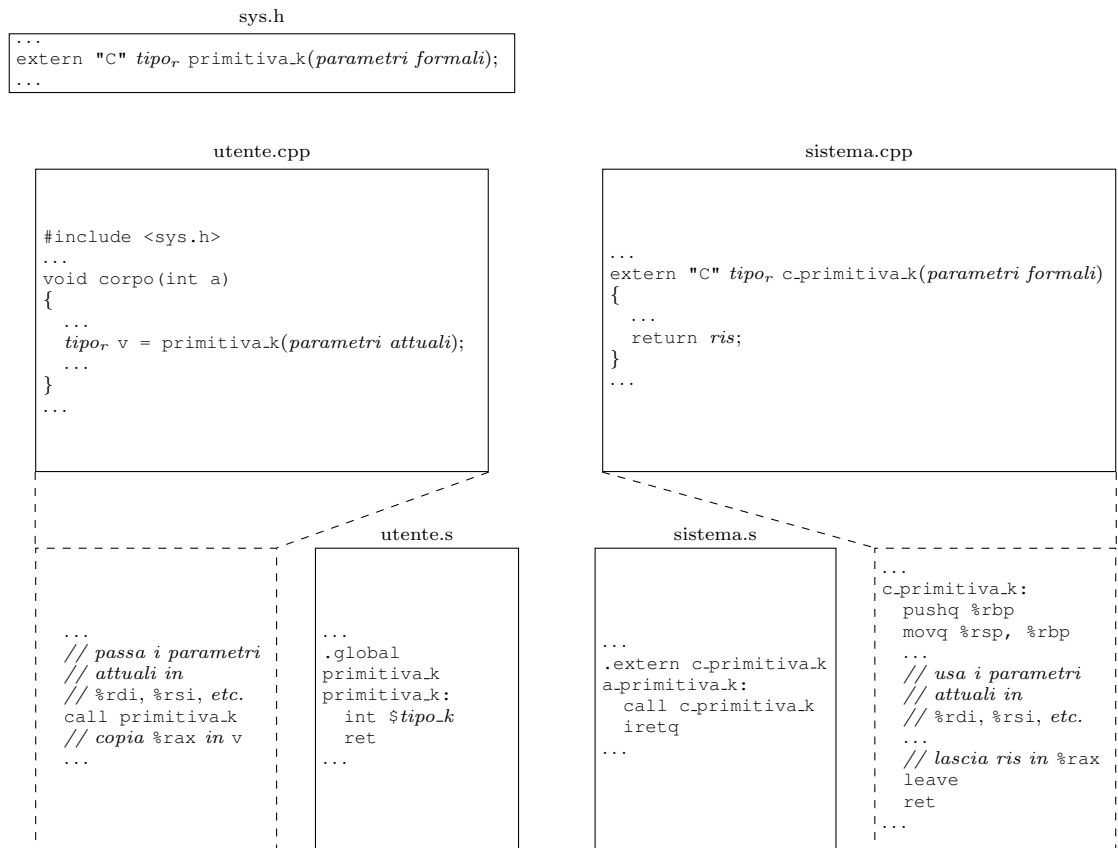 sys.h
...
extern "C" tipo_r primitiva_k(parametri formali);
...
utente.cpp
#include <sys.h>
...
void corpo(int a)
{
...
tipo_r v = primitiva_k(parametri attuali);
...
}
...
sistema.cpp
...
extern "C" tipo_r c_primitiva_k(parametri formali)
{
...
return ris;
}
...
...
// passa i parametri
// attuali in
// %rdi, %rsi, etc.
call primitiva_k
// copia %rax in v
...
utente.s
...
.global
primitiva_k
primitiva_k:
int $tipo_k
ret
...
sistema.s
...
.extern c_primitiva_k
a_primitiva_k:
call c_primitiva_k
iretq
...
...
c_primitiva_k:
pushq %rbp
movq %rsp, %rbp
...
// usa i parametri
// attuali in
// %rdi, %rsi, etc.
...
// lascia ris in %rax
leave
ret
...